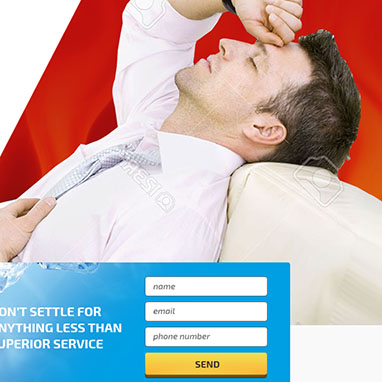 ON'T SETTLE FOR
NYTHING LESS THAN
UPERIOR SERVICE
name
email
phone number
SEND